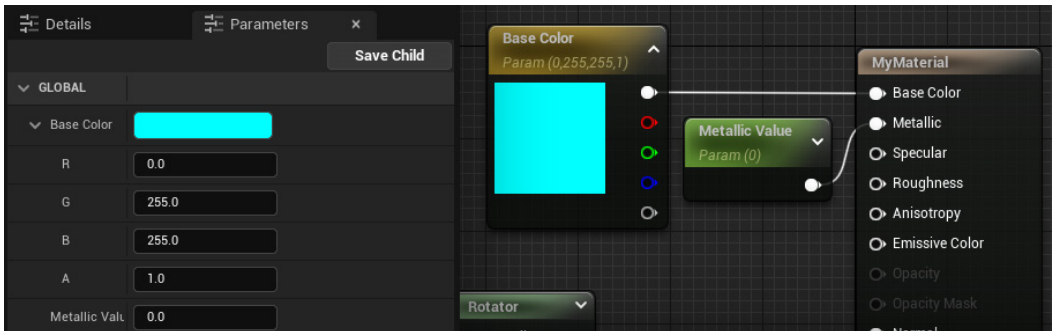 Details
Parameters
Save Child
GLOBAL
Base Color
R
0.0
G
255.0
B
255.0
A
1.0
Metallic Valu
0.0
Base Color
Param (0,255,255,1)
Metallic Value
Param (0)
Rotator
MyMaterial
Base Color
Metallic
Specular
Roughness
Anisotropy
Emissive Color
Opacity
Opacity Mask
Normal